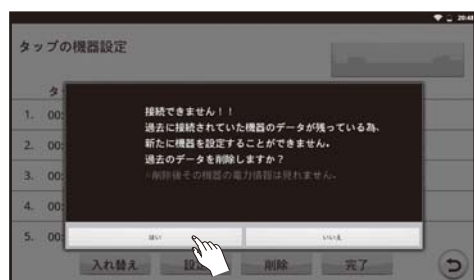 20:48
タップの機器設定
タ
接続できません！！
過去に接続されていた機器のデータが残っている為、
新たに機器を設定することができません。
過去のデータを削除しますか？
※削除後その機器の電力情報は見れません。
1. 00:
2. 00:
3. 00:
4. 00:
5. 00:
はい
いいえ
入れ替え
設定
削除
完了